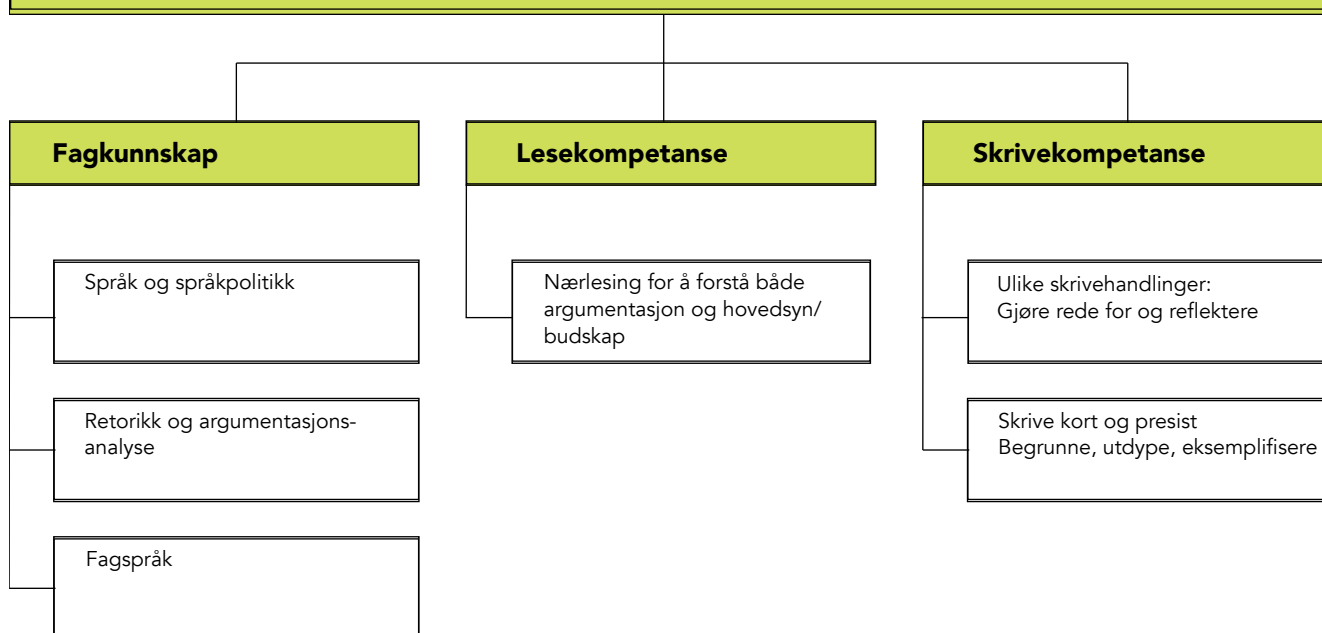 Fagkunnskap
Språk og språkpolitikk
Retorikk og argumentasjons-
analyse
Fagspråk
Lesekompetanse
Nærlesing for å forstå både
argumentasjon og hovedsyn/
budskap
Skrivekompetanse
Ulike skrivehandlinger:
Gjøre rede for og reflektere
Skrive kort og presist
Begrunne, utdype, eksemplifisere